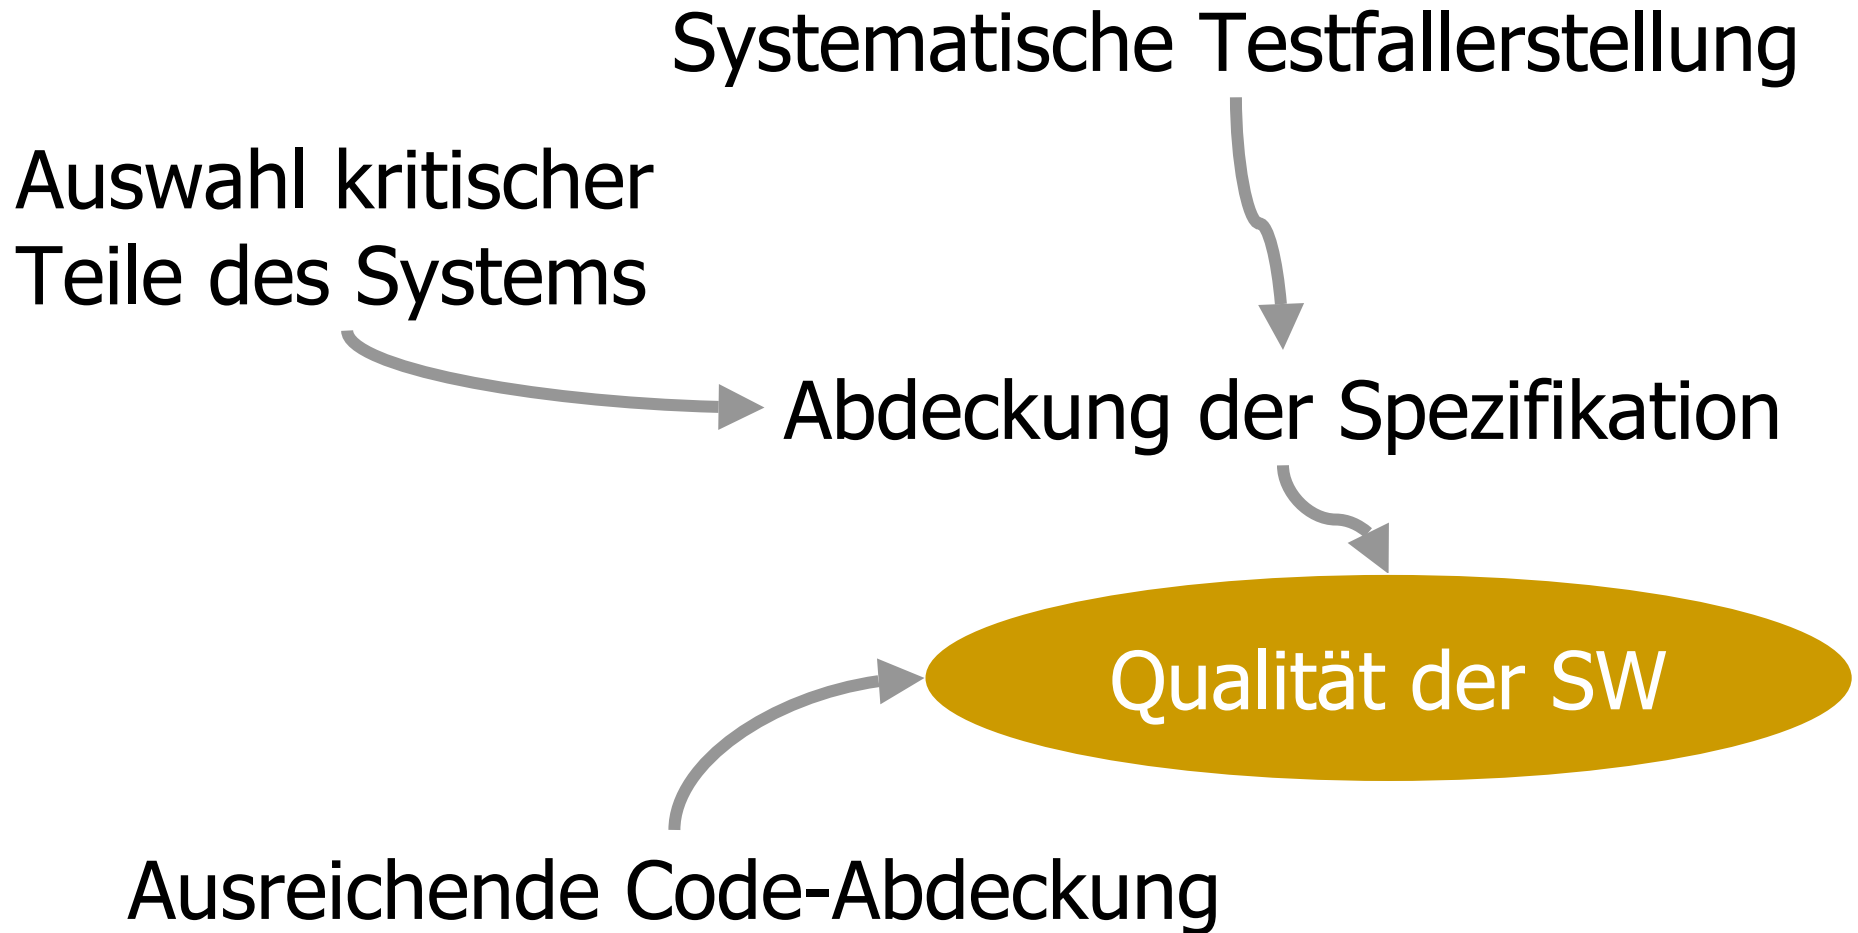 Systematische Testfallerstellung
Auswahl kritischer
Teile des Systems
Abdeckung der Spezifikation
Qualität der SW
Ausreichende Code-Abdeckung